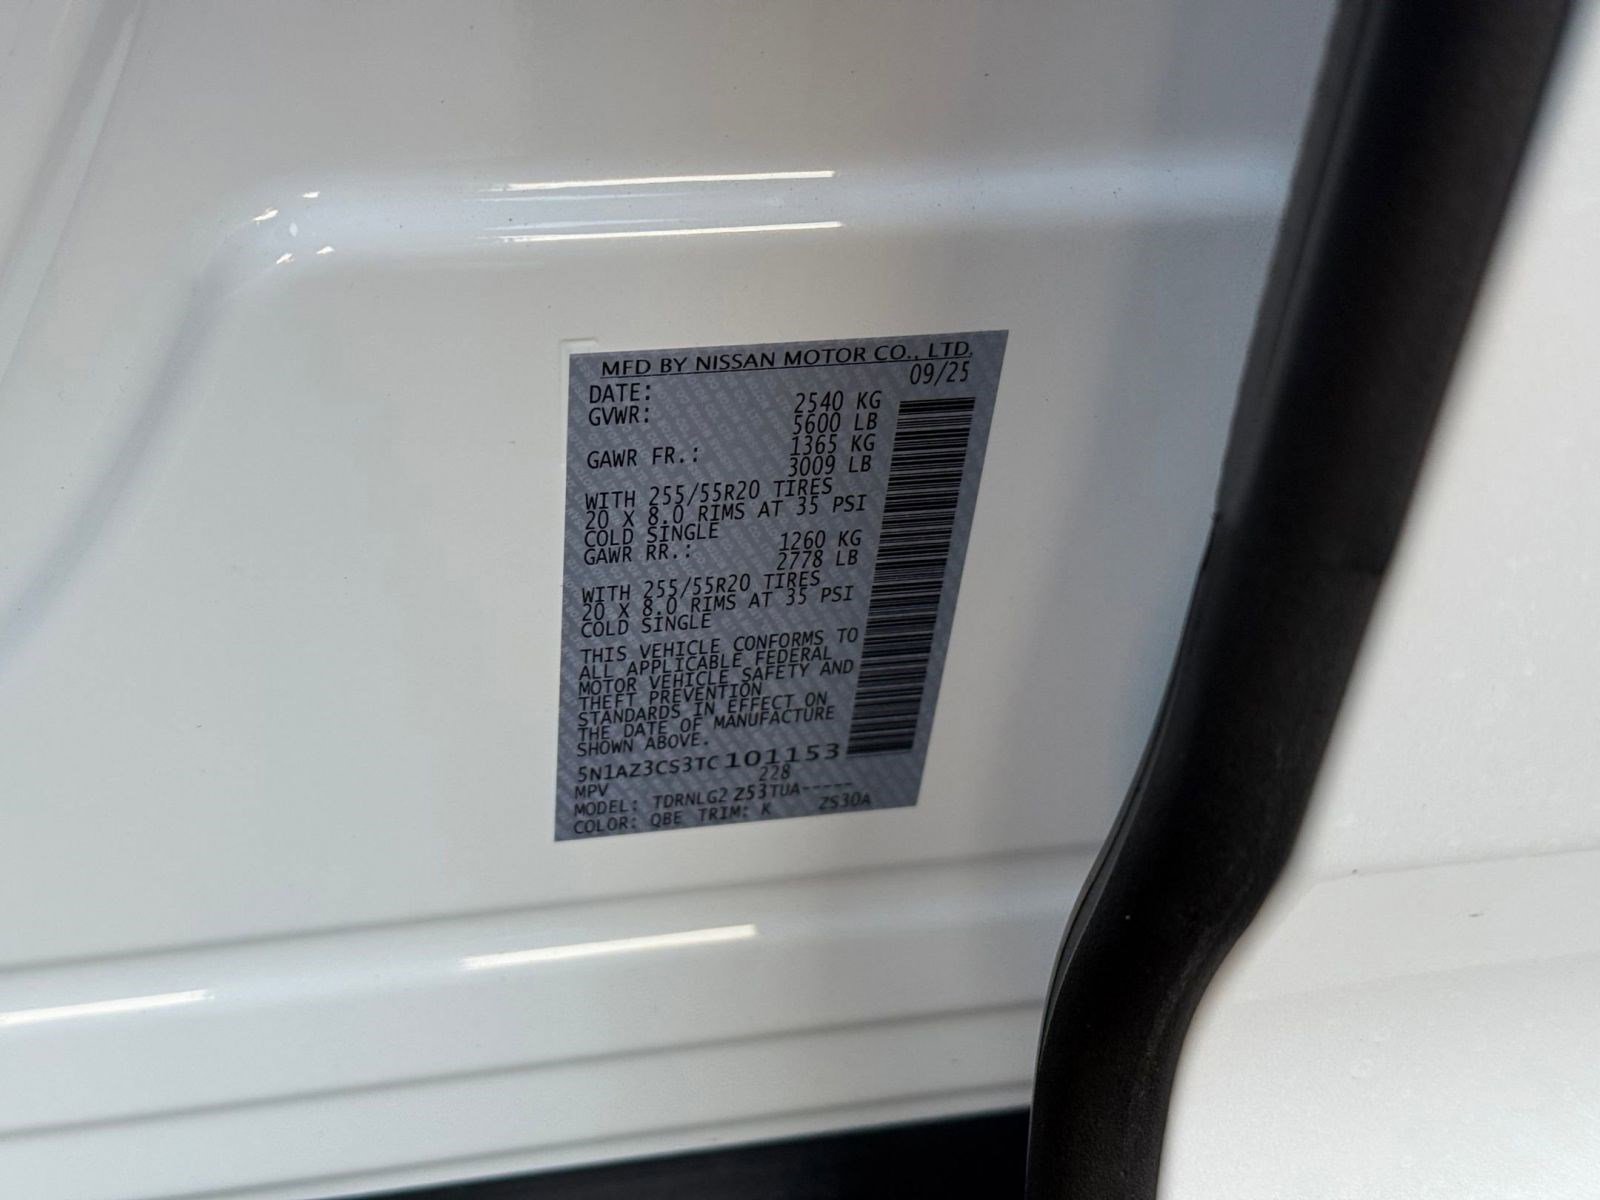 MFD BY NISSAN MOTOR CO., LTD.
DATE: 09/25
GVWR: 2540 KG
5600 LB
GAWR FR.: 1365 KG
3009 LB
WITH 255/55R20 TIRES
20 X 8.0 RIMS AT 35 PSI
COLD SINGLE
GAWR RR.: 1260 KG
2778 LB
WITH 255/55R20 TIRES
20 X 8.0 RIMS AT 35 PSI
COLD SINGLE
THIS VEHICLE CONFORMS TO
ALL APPLICABLE FEDERAL
MOTOR VEHICLE SAFETY AND
THEFT PREVENTION
STANDARDS IN EFFECT ON
THE DATE OF MANUFACTURE
SHOWN ABOVE.
5N1AZ3CS3TC101153
MPV 228
MODEL: TDRNLG2 Z53TUA-----
COLOR: QBE TRIM: K ZS30A